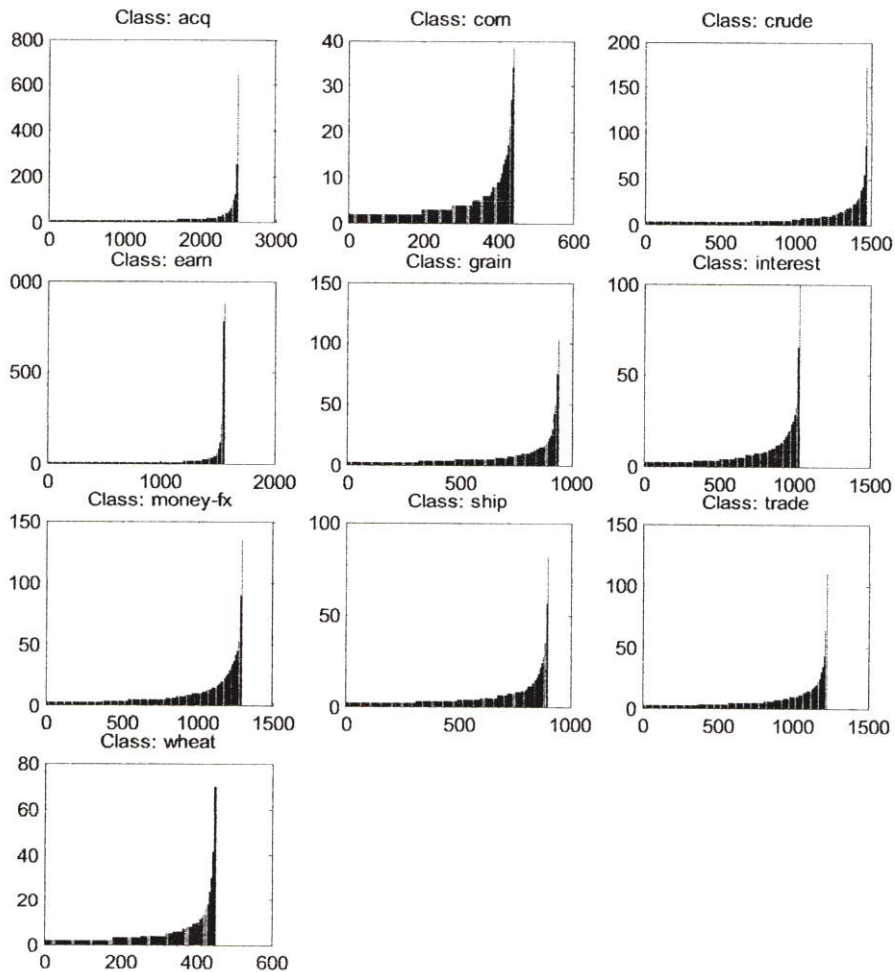 Class: acq
Class: corn
Class: crude
800
600
400
200
0
0 1000 2000 3000
40
30
20
10
0
0 200 400 600
200
150
100
50
0
0 500 1000 1500
Class: earn
Class: grain
Class: interest
000
500
0
0 1000 2000
150
100
50
0
0 500 1000
100
50
0
0 500 1000 1500
Class: money-fx
Class: ship
Class: trade
150
100
50
0
0 500 1000 1500
100
50
0
0 500 1000
150
100
50
0
0 500 1000 1500
Class: wheat
80
60
40
20
0
0 200 400 600